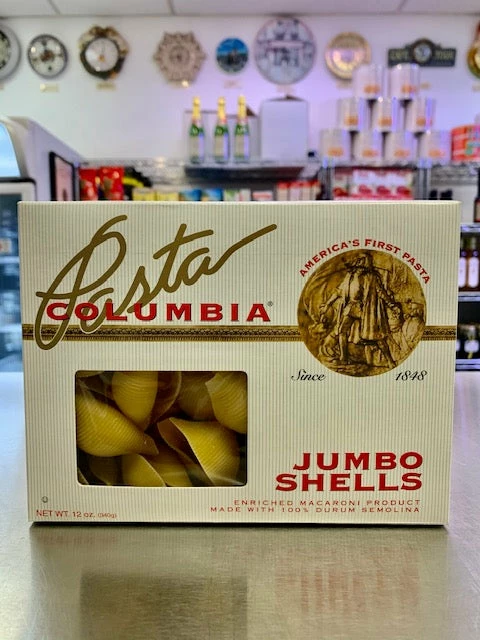 Pasta
COLUMBIA®
AMERICA'S FIRST PASTA
Since 1848
JUMBO
SHELLS
ENRICHED MACARONI PRODUCT
MADE WITH 100% DURUM SEMOLINA
NET WT. 12 oz. (340g)